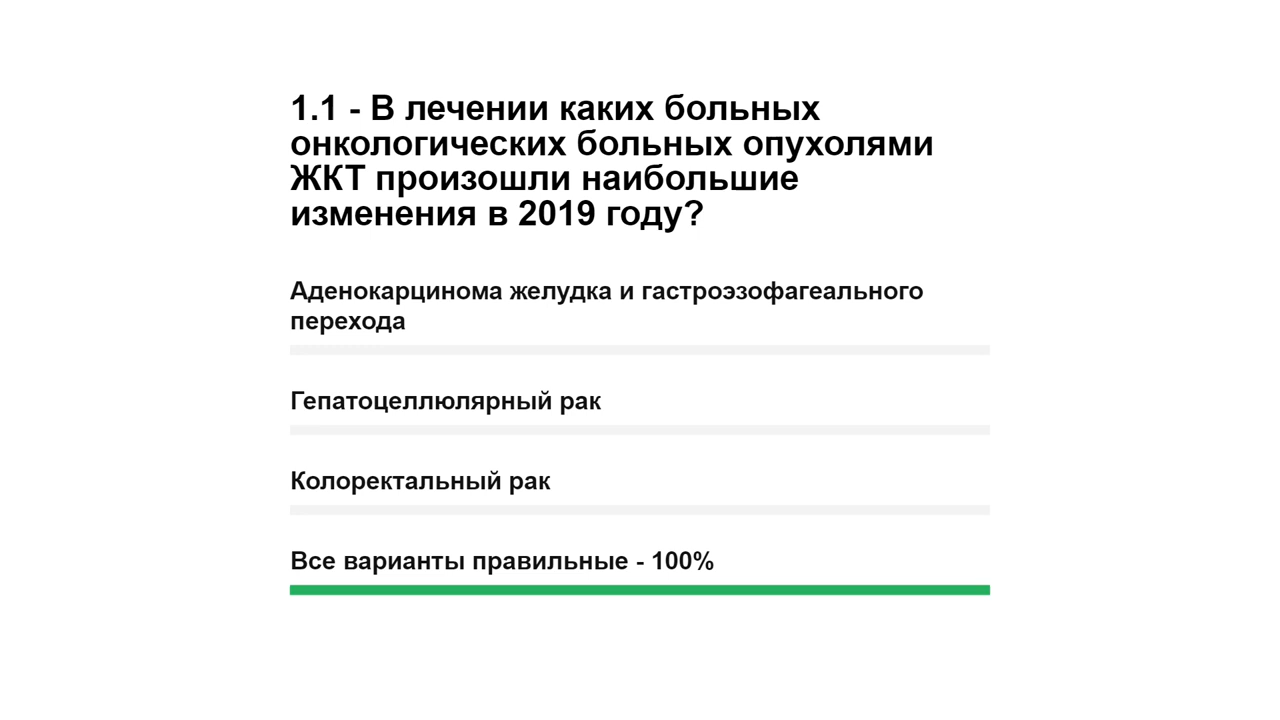 1.1 - В лечении каких больных
онкологических больных опухолями
ЖКТ произошли наибольшие
изменения в 2019 году?
Аденокарцинома желудка и гастроэзофагеального
перехода
Гепатоцеллюлярный рак
Колоректальный рак
Все варианты правильные - 100%